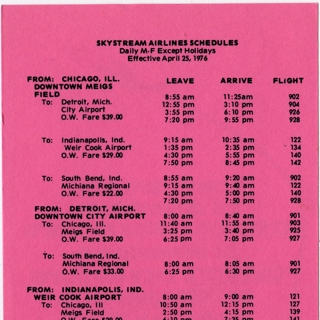 SKYSTREAM AIRLINES SCHEDULES
Daily M-F Except Holidays
Effective April 25, 1976
FROM: CHICAGO, ILL. LEAVE ARRIVE FLIGHT
DOWNTOWN MEIGS
FIELD 8:55 am 11:25am 902
To: Detroit, Mich. 12:55 pm 3:10 pm 904
City Airport 3:55 pm 6:10 pm 926
O.W. Fare $39.00 7:20 pm 9:55 pm 928
To: Indianapolis, Ind. 9:15 am 10:35 am 122
Weir Cook Airport 1:35 pm 2:35 pm 134
O.W. Fare $29.00 4:30 pm 5:55 pm 140
7:50 pm 8:45 pm 142
To: South Bend, Ind. 8:55 am 9:20 am 902
Michiana Regional 9:15 am 9:40 am 122
O.W. Fare $22.00 4:30 pm 5:00 pm 140
7:20 pm 7:50 pm 928
FROM: DETROIT, MICH.
DOWNTOWN CITY AIRPORT 8:00 am 8:40 am 901
To: Chicago, Ill. 11:40 am 11:55 am 903
Meigs Field 3:25 pm 3:40 pm 925
O.W. Fare $39.00 6:25 pm 7:05 pm 927
To: South Bend, Ind.
Michiana Regional 8:00 am 8:05 am 901
O.W. Fare $33.00 6:25 pm 6:30 pm 927
FROM: INDIANAPOLIS, IND.
WEIR COOK AIRPORT 8:00 am 9:00 am 121
To: Chicago, Ill 10:50 am 12:15 pm 127
Meigs Field 2:50 pm 4:15 pm 139